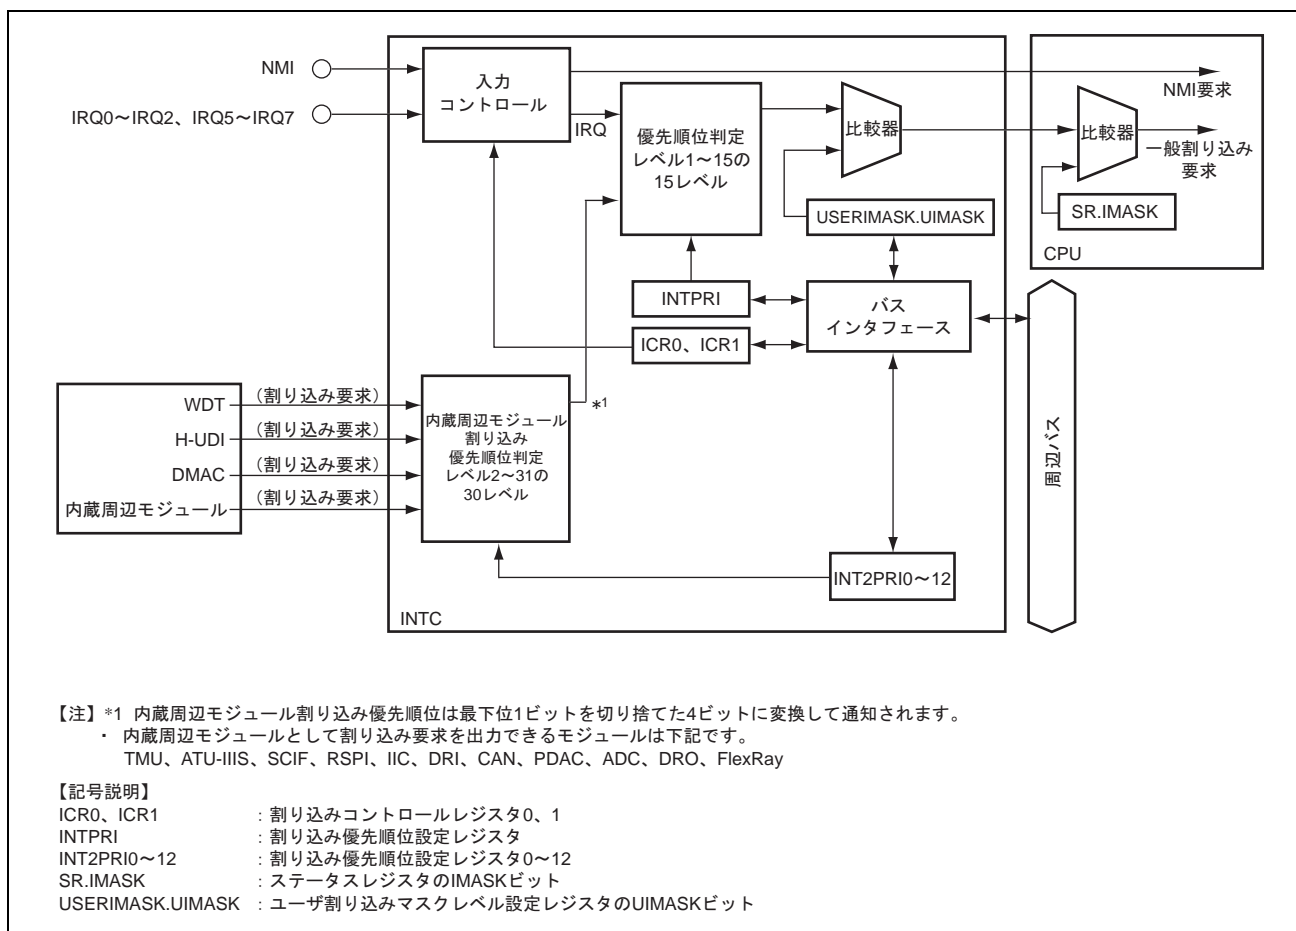 NMI
IRQ0～IRQ2、IRQ5～IRQ7
入力
コントロール
IRQ
優先順位判定
レベル1～15の
15レベル
比較器
USERIMASK.UIMASK
NMI要求
比較器
一般割り込み
要求
SR.IMASK
CPU
INTPRI
ICR0、ICR1
バス
インタフェース
WDT
H-UDI
DMAC
内蔵周辺モジュール
（割り込み要求）
（割り込み要求）
（割り込み要求）
（割り込み要求）
内蔵周辺モジュール
割り込み
優先順位判定
レベル2～31の
30レベル
*1
INT2PRI0～12
INTC
周辺バス
【注】*1 内蔵周辺モジュール割り込み優先順位は最下位1ビットを切り捨てた4ビットに変換して通知されます。
・ 内蔵周辺モジュールとして割り込み要求を出力できるモジュールは下記です。
TMU、ATU-IIIS、SCIF、RSPI、IIC、DRI、CAN、PDAC、ADC、DRO、FlexRay
【記号説明】
ICR0、ICR1 : 割り込みコントロールレジスタ0、1
INTPRI : 割り込み優先順位設定レジスタ
INT2PRI0～12 : 割り込み優先順位設定レジスタ0～12
SR.IMASK : ステータスレジスタのIMASKビット
USERIMASK.UIMASK : ユーザ割り込みマスクレベル設定レジスタのUIMASKビット